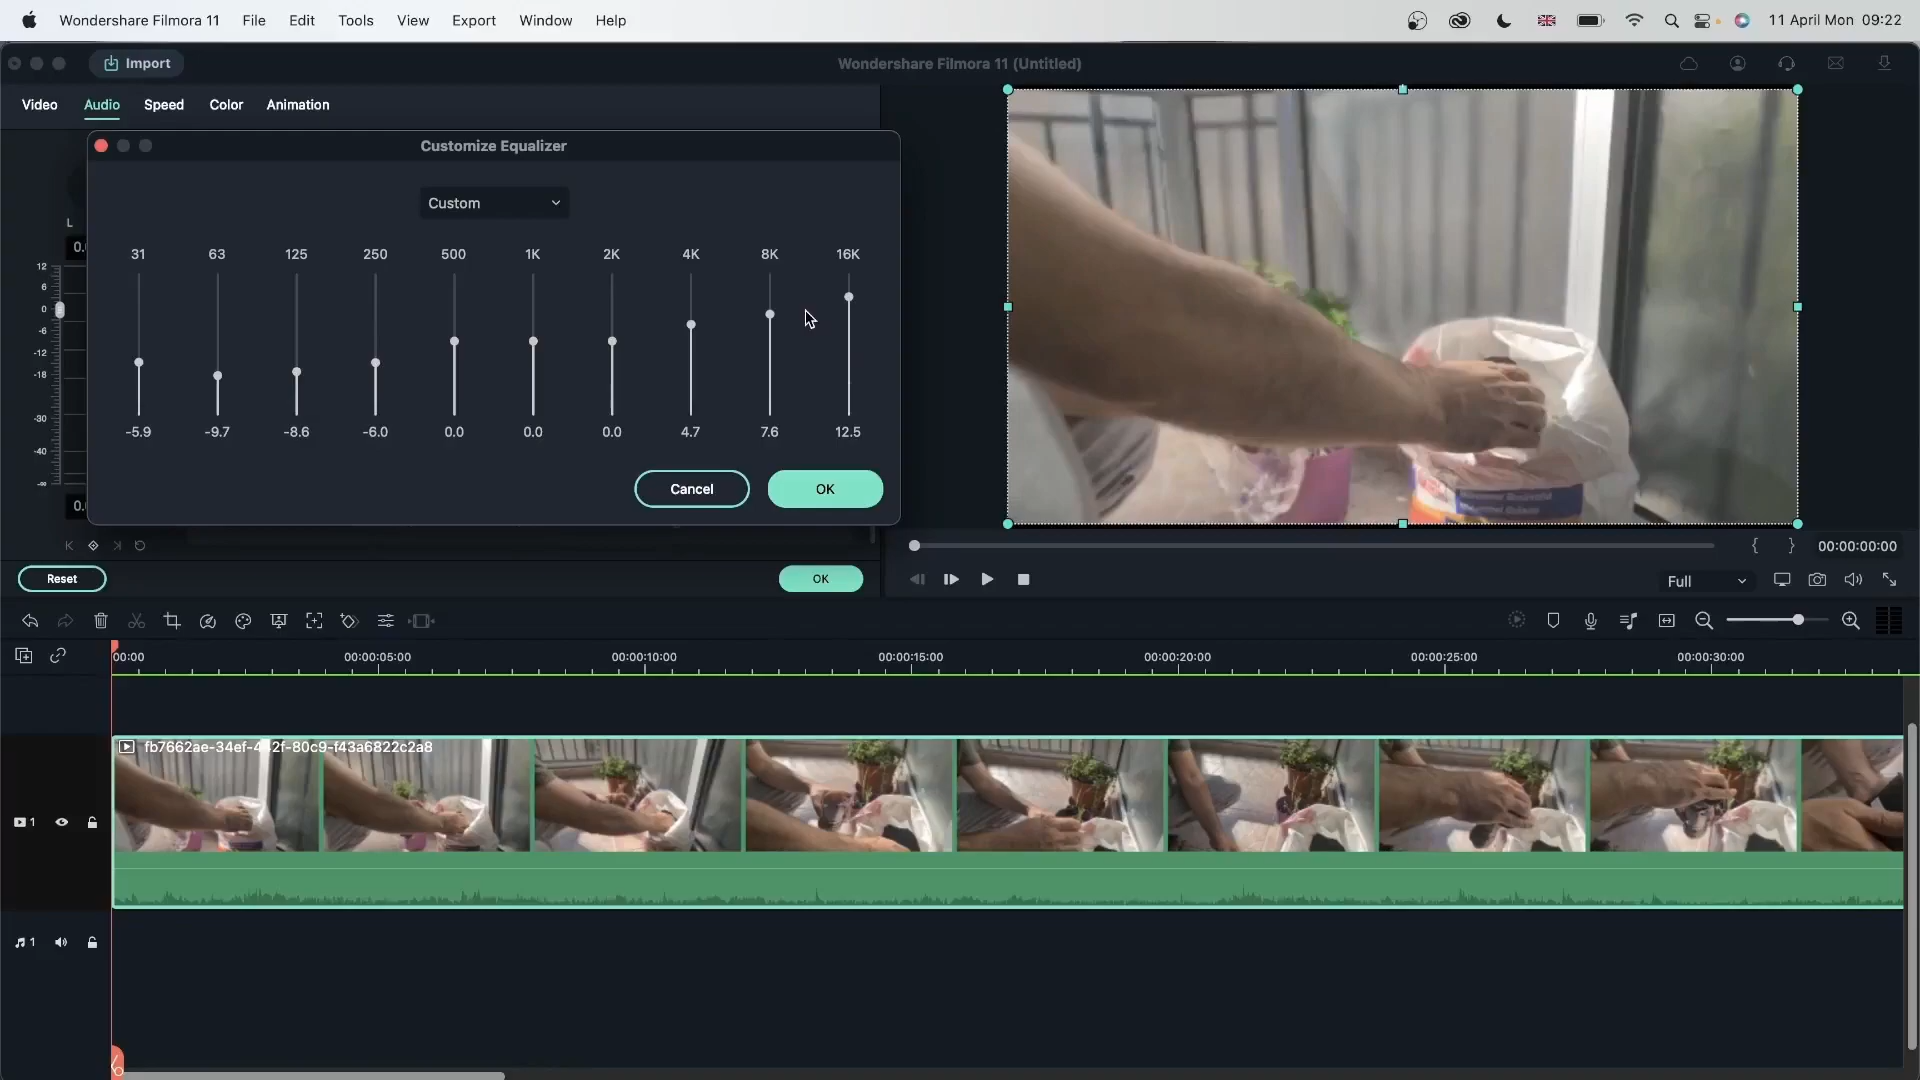 Wondershare Filmora 11 File Edit Tools View Export Window Help 11 April Mon 09:22
Import Wondershare Filmora 11 (Untitled)
Video Audio Speed Color Animation
Customize Equalizer
Custom
L
0.
12
6
0
-6
-12
-18
-30
-40
-∞
0.
31 63 125 250 500 1K 2K 4K 8K 16K
-5.9 -9.7 -8.6 -6.0 0.0 0.0 0.0 4.7 7.6 12.5
Cancel OK
{ } 00:00:00:00
Reset OK
Full
00:00 00:00:05:00 00:00:10:00 00:00:15:00 00:00:20:00 00:00:25:00 00:00:30:00
fb7662ae-34ef-442f-80c9-f43a6822c2a8
1
1